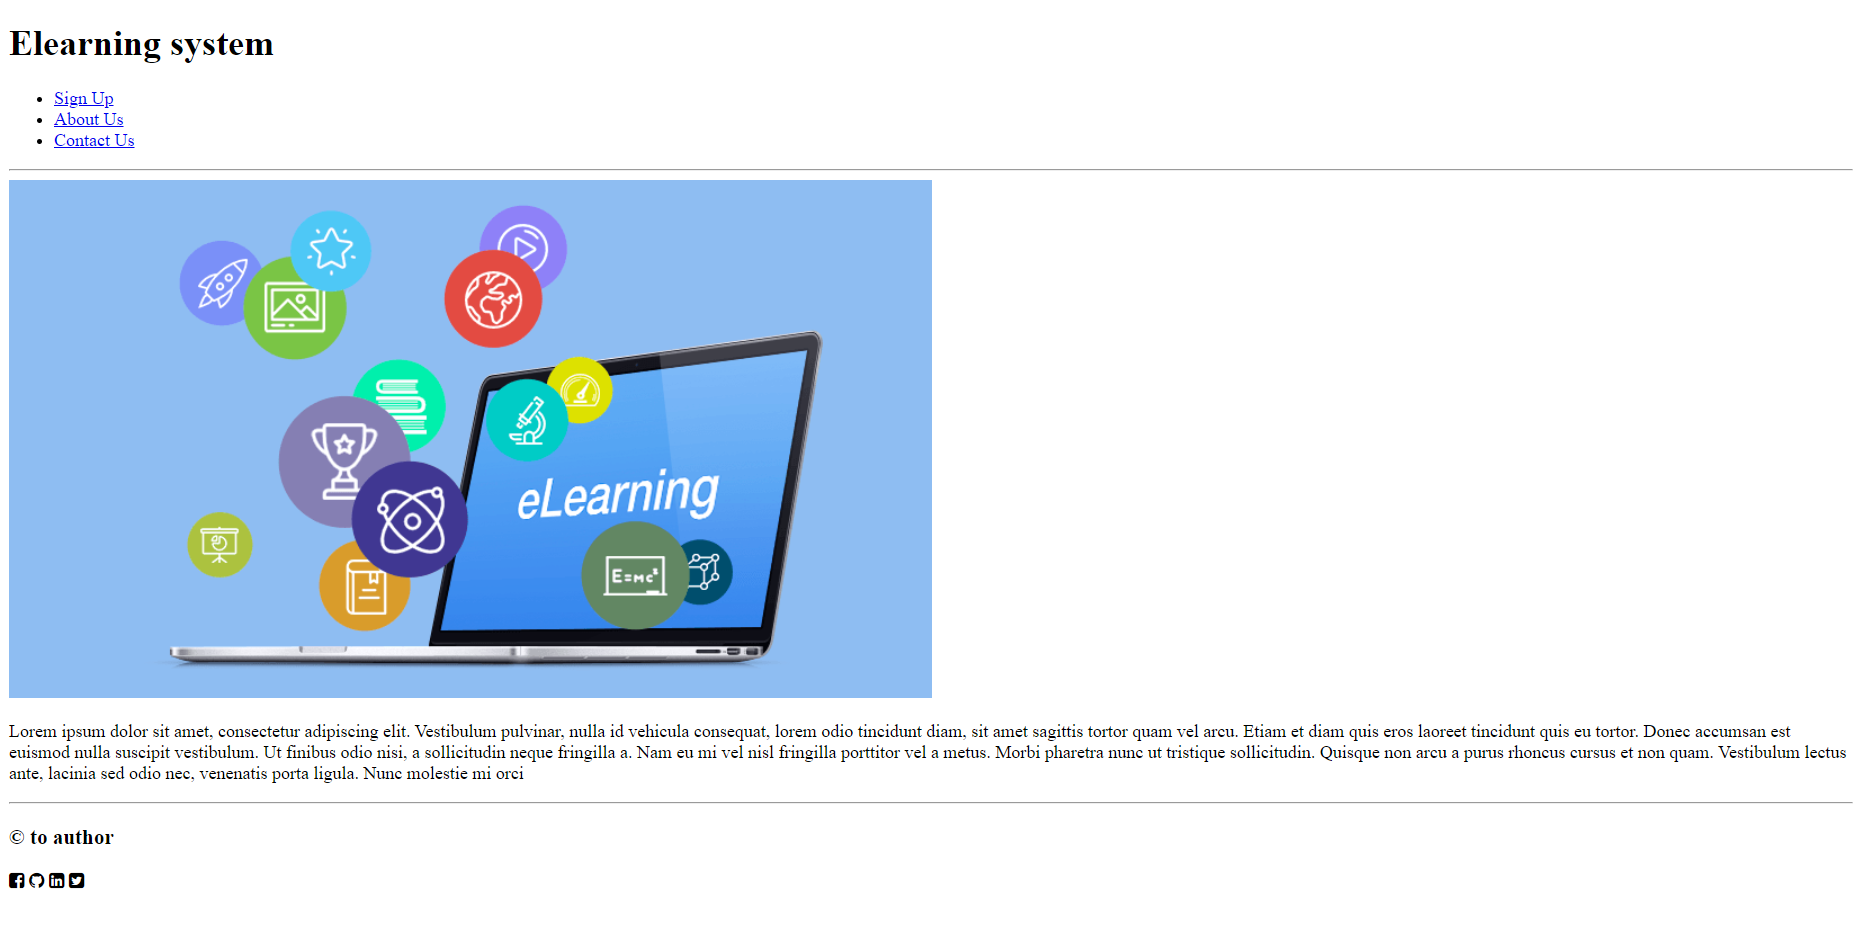 Elearning system
Sign Up
About Us
Contact Us
eLearning
E=mc²
Lorem ipsum dolor sit amet, consectetur adipiscing elit. Vestibulum pulvinar, nulla id vehicula consequat, lorem odio tincidunt diam, sit amet sagittis tortor quam vel arcu. Etiam et diam quis eros laoreet tincidunt quis eu tortor. Donec accumsan est
euismod nulla suscipit vestibulum. Ut finibus odio nisi, a sollicitudin neque fringilla a. Nam eu mi vel nisl fringilla porttitor vel a metus. Morbi pharetra nunc ut tristique sollicitudin. Quisque non arcu a purus rhoncus cursus et non quam. Vestibulum lectus
ante, lacinia sed odio nec, venenatis porta ligula. Nunc molestie mi orci
© to author